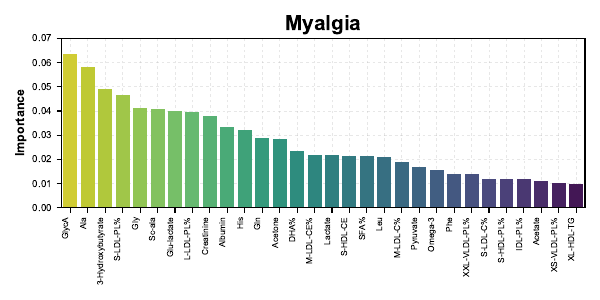 Myalgia
Importance
0.07
0.06
0.05
0.04
0.03
0.02
0.01
0.00
GlycA
Ala
3-Hydroxybutyrate
S-LDL-PL%
Gly
Sc-ala
Glu-lactate
L-LDL-PL%
Creatinine
Albumin
His
Gln
Acetone
DHA%
M-LDL-CE%
Lactate
S-HDL-CE
SFA%
Leu
M-LDL-C%
Pyruvate
Omega-3
Phe
XXL-VLDL-PL%
S-LDL-C%
S-HDL-PL%
IDL-PL%
Acetate
XS-VLDL-PL%
XL-HDL-TG